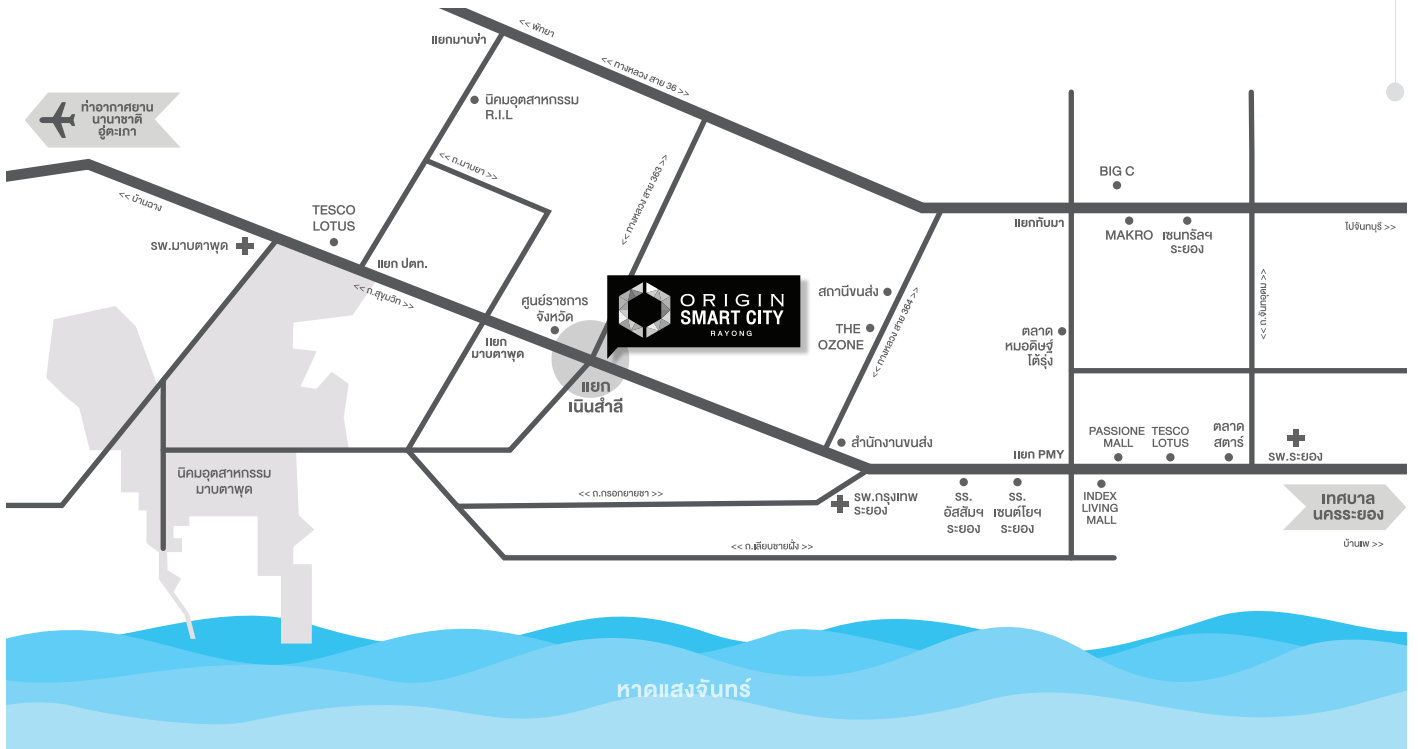 << พัทยา
แยกมาบข่า
<< ทางหลวง สาย 36 >>
ท่าอากาศยาน
นานาชาติ
อู่ตะเภา
นิคมอุตสาหกรรม
R.I.L
<< ถ.มาบยา >>
<< ทางหลวง สาย 363 >>
BIG C
<< บ้านฉาง
TESCO
LOTUS
แยกทับมา
MAKRO
เซนทรัลฯ
ระยอง
ไปจันทบุรี >>
รพ.มาบตาพุด
แยก ปตท.
<< ถ.สุขุมวิท >>
ศูนย์ราชการ
จังหวัด
ORIGIN
SMART CITY
RAYONG
สถานีขนส่ง
THE
OZONE
<< ทางหลวง สาย 364 >>
<< ถ.จันทอุดม >>
ตลาด
หมอดิษฐ์
โต้รุ่ง
แยก
มาบตาพุด
แยก
เนินสำลี
สำนักงานขนส่ง
แยก PMY
PASSIONE
MALL
TESCO
LOTUS
ตลาด
สตาร์
รพ.ระยอง
นิคมอุตสาหกรรม
มาบตาพุด
<< ถ.กรอกยายชา >>
รพ.กรุงเทพ
ระยอง
รร.
อัสสัมฯ
ระยอง
รร.
เซนต์โยฯ
ระยอง
INDEX
LIVING
MALL
เทศบาล
นครระยอง
<< ถ.เลียบชายฝั่ง >>
บ้านเพ >>
หาดแสงจันทร์